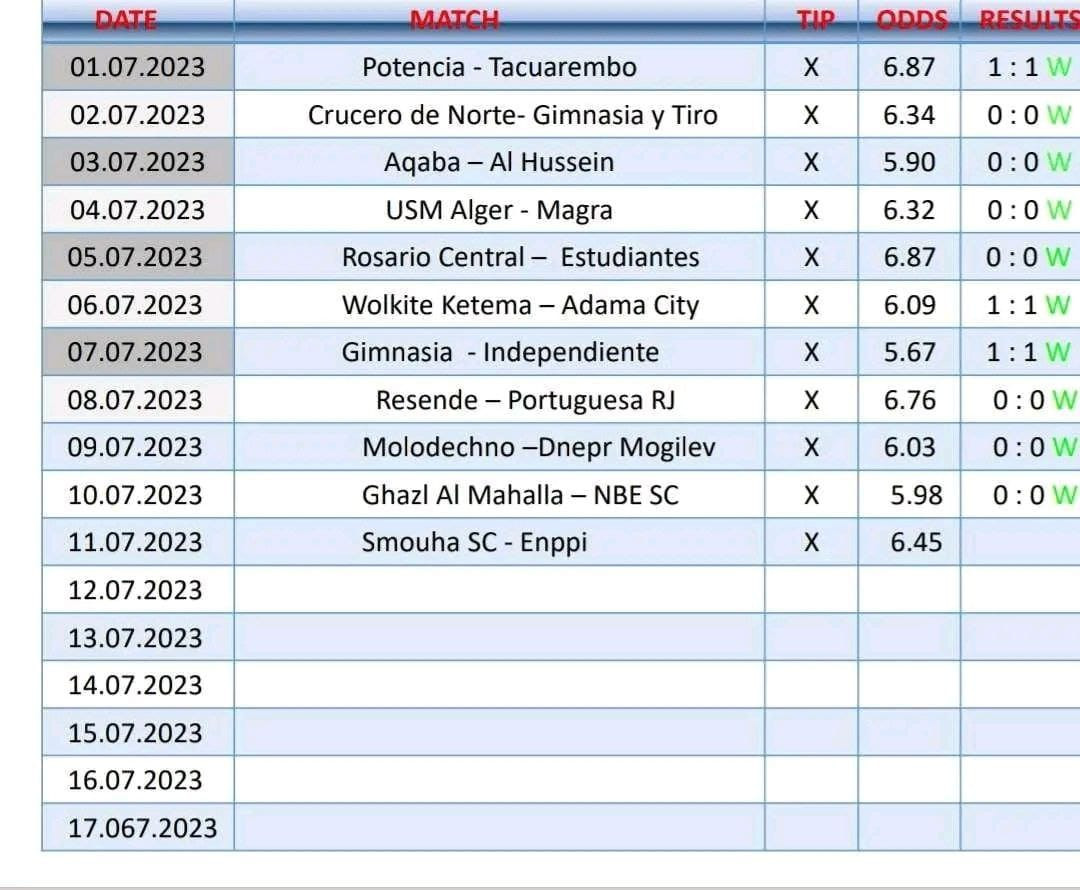 DATE MATCH TIP ODDS RESULTS
01.07.2023 Potencia - Tacuarembo X 6.87 1 : 1 W
02.07.2023 Crucero de Norte- Gimnasia y Tiro X 6.34 0 : 0 W
03.07.2023 Aqaba – Al Hussein X 5.90 0 : 0 W
04.07.2023 USM Alger - Magra X 6.32 0 : 0 W
05.07.2023 Rosario Central – Estudiantes X 6.87 0 : 0 W
06.07.2023 Wolkite Ketema – Adama City X 6.09 1 : 1 W
07.07.2023 Gimnasia - Independiente X 5.67 1 : 1 W
08.07.2023 Resende – Portuguesa RJ X 6.76 0 : 0 W
09.07.2023 Molodechno –Dnepr Mogilev X 6.03 0 : 0 W
10.07.2023 Ghazl Al Mahalla – NBE SC X 5.98 0 : 0 W
11.07.2023 Smouha SC - Enppi X 6.45
12.07.2023
13.07.2023
14.07.2023
15.07.2023
16.07.2023
17.067.2023